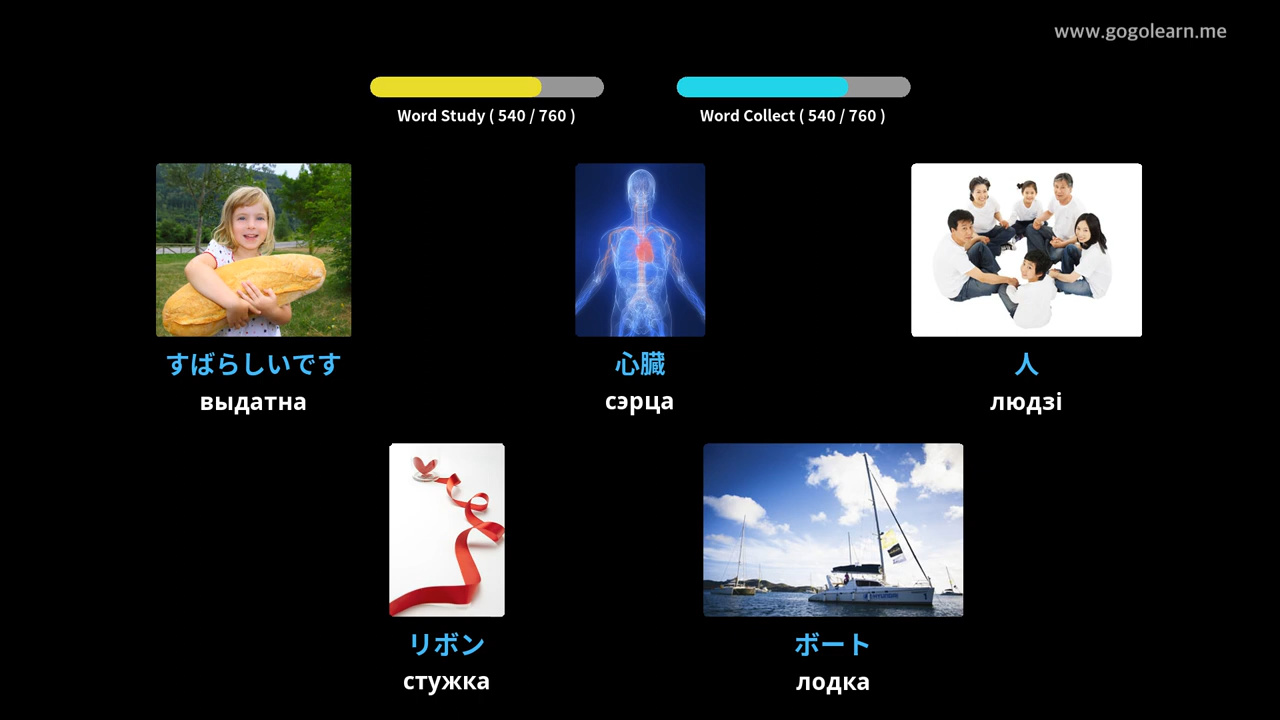 www.gogolearn.me
Word Study ( 540 / 760 )
Word Collect ( 540 / 760 )
すばらしいです
выдатна
心臓
сэрца
人
людзі
リボン
стужка
ボート
лодка